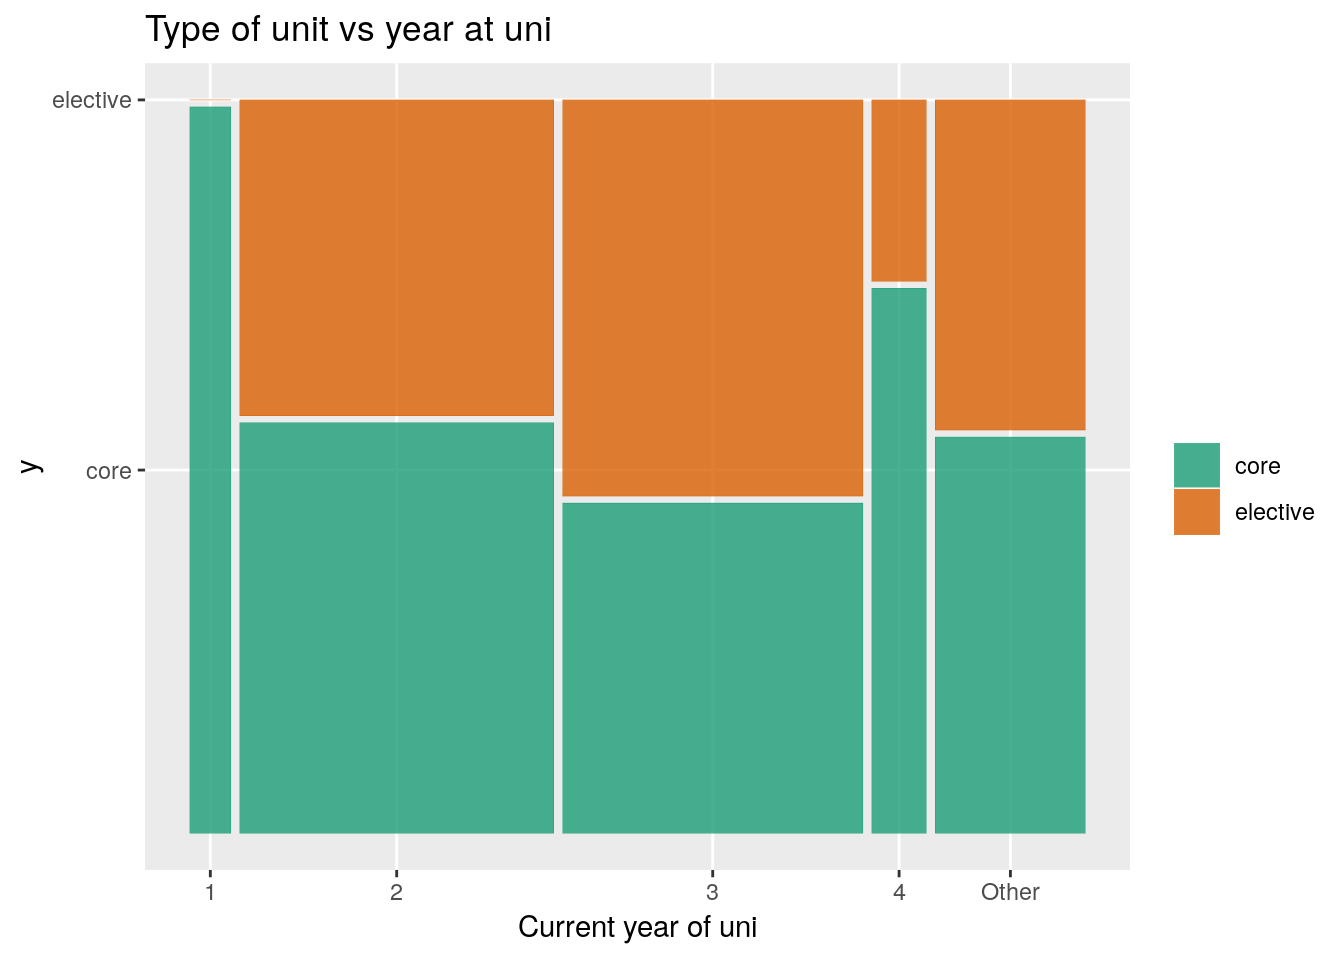 Type of unit vs year at uni
elective
core
y
1 2 3 4 Other
Current year of uni
core
elective